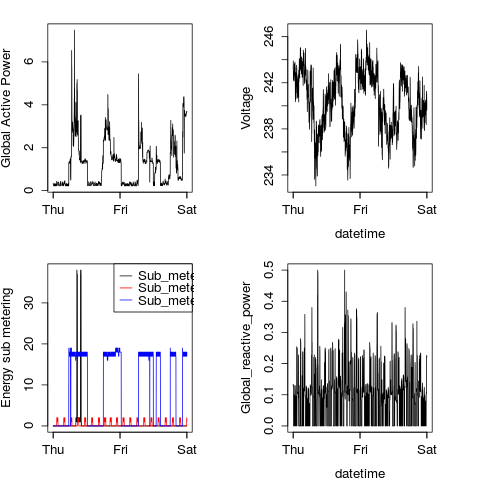 Global Active Power
0 2 4 6
Thu Fri Sat
Voltage
234 238 242 246
Thu Fri Sat
datetime
Energy sub metering
0 10 20 30
Sub_mete
Sub_mete
Sub_mete
Thu Fri Sat
Global_reactive_power
0.0 0.1 0.2 0.3 0.4 0.5
Thu Fri Sat
datetime